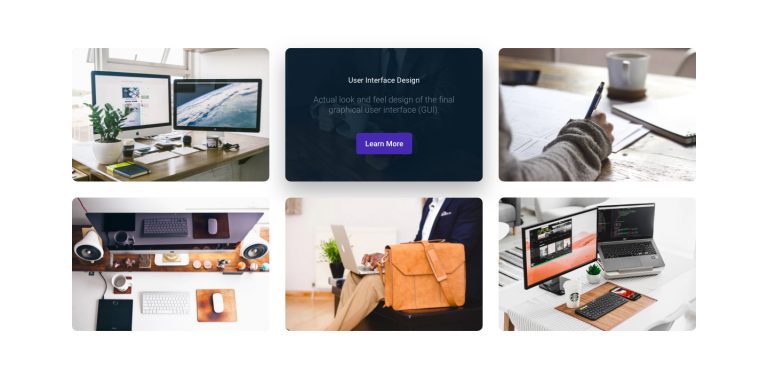 User Interface Design
Actual look and feel design of the final
graphical user interface (GUI).
Learn More